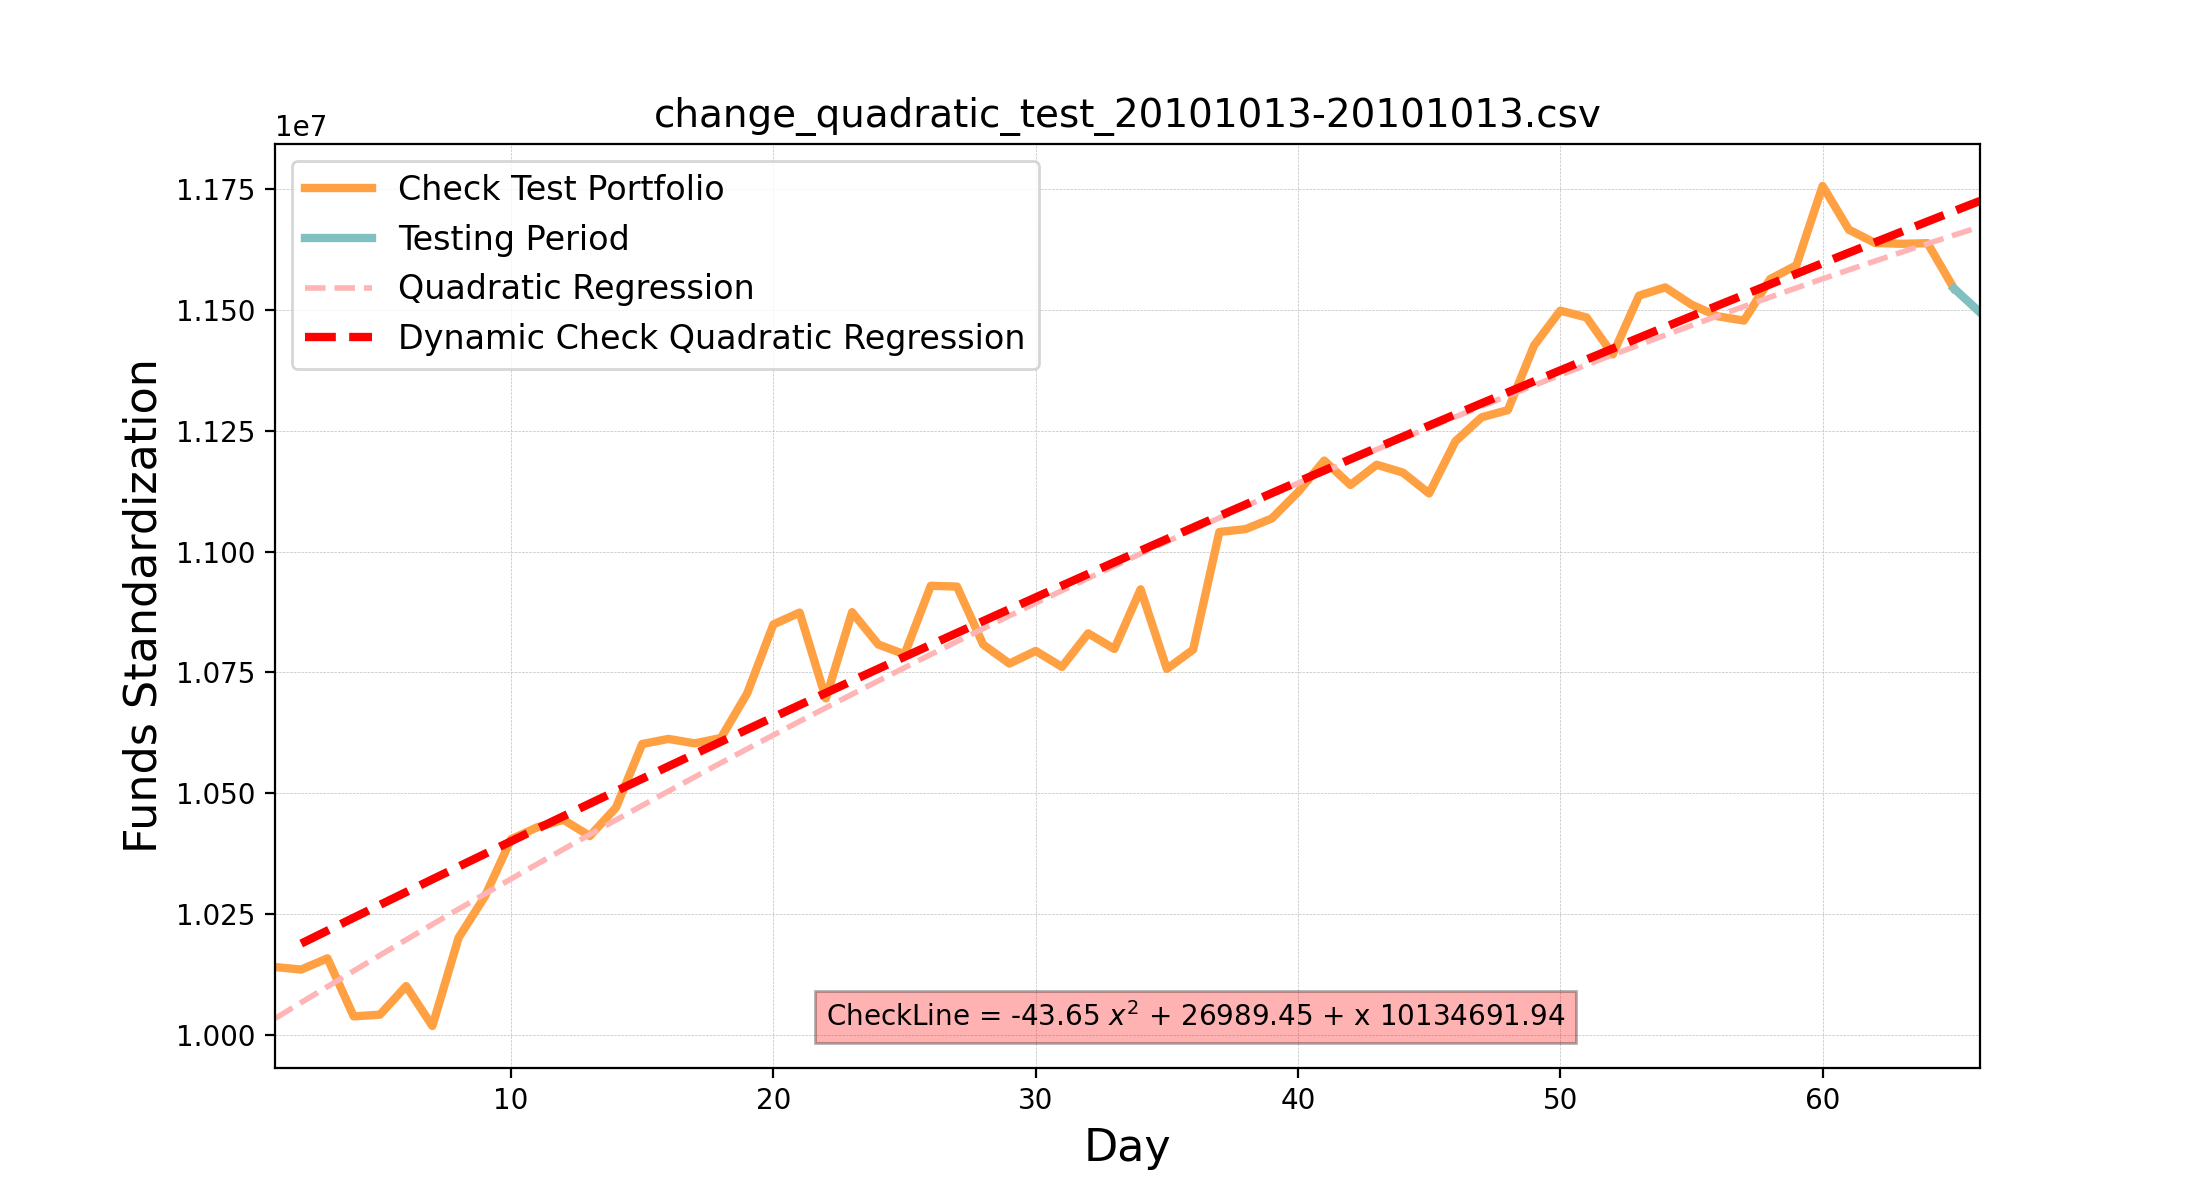 change_quadratic_test_20101013-20101013.csv
1e7
Check Test Portfolio
Testing Period
Quadratic Regression
Dynamic Check Quadratic Regression
Funds Standardization
1.175
1.150
1.125
1.100
1.075
1.050
1.025
1.000
CheckLine = -43.65 x² + 26989.45 + x 10134691.94
10 20 30 40 50 60
Day